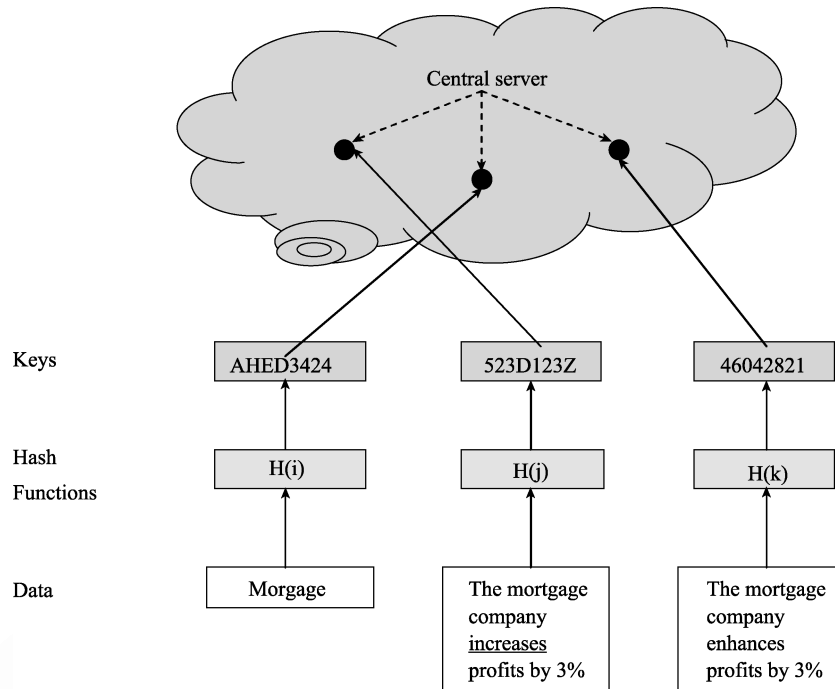 Central server
Keys
AHED3424
523D123Z
46042821
Hash
Functions
H(i)
H(j)
H(k)
Data
Morgage
The mortgage
company
increases
profits by 3%
The mortgage
company
enhances
profits by 3%